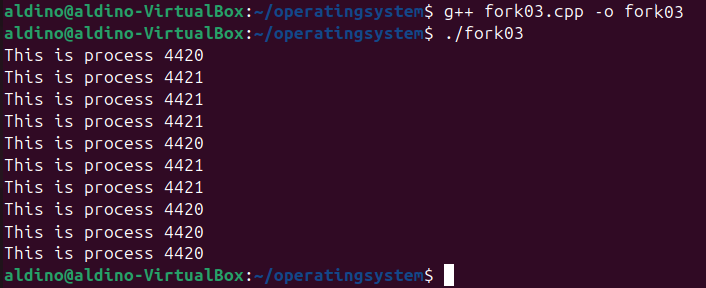 aldino@aldino-VirtualBox:~/operatingsystem$ g++ fork03.cpp -o fork03
aldino@aldino-VirtualBox:~/operatingsystem$ ./fork03
This is process 4420
This is process 4421
This is process 4421
This is process 4421
This is process 4420
This is process 4421
This is process 4421
This is process 4420
This is process 4420
This is process 4420
aldino@aldino-VirtualBox:~/operatingsystem$